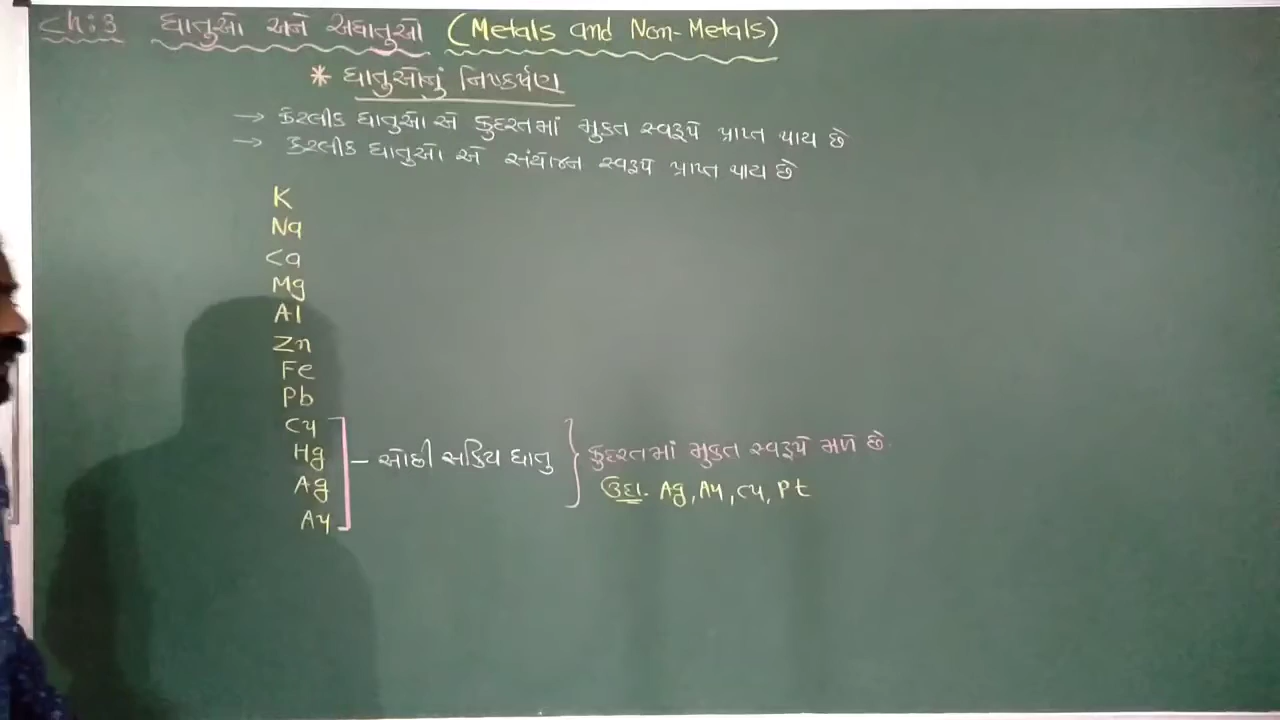 Ch:3 ધાતુઓ અને અધાતુઓ (Metals and Non-Metals)
* ધાતુઓનું નિષ્કર્ષણ
→ કેટલીક ધાતુઓ એ કુદરતમાં મુક્ત સ્વરૂપે પ્રાપ્ત થાય છે
→ કેટલીક ધાતુઓ એ સંયોજન સ્વરૂપે પ્રાપ્ત થાય છે
K
Na
Ca
Mg
Al
Zn
Fe
Pb
Cu
Hg – ઓછી સક્રિય ધાતુ } કુદરતમાં મુક્ત સ્વરૂપે મળે છે.
Ag ઉદા. Ag, Au, Cu, Pt
Au